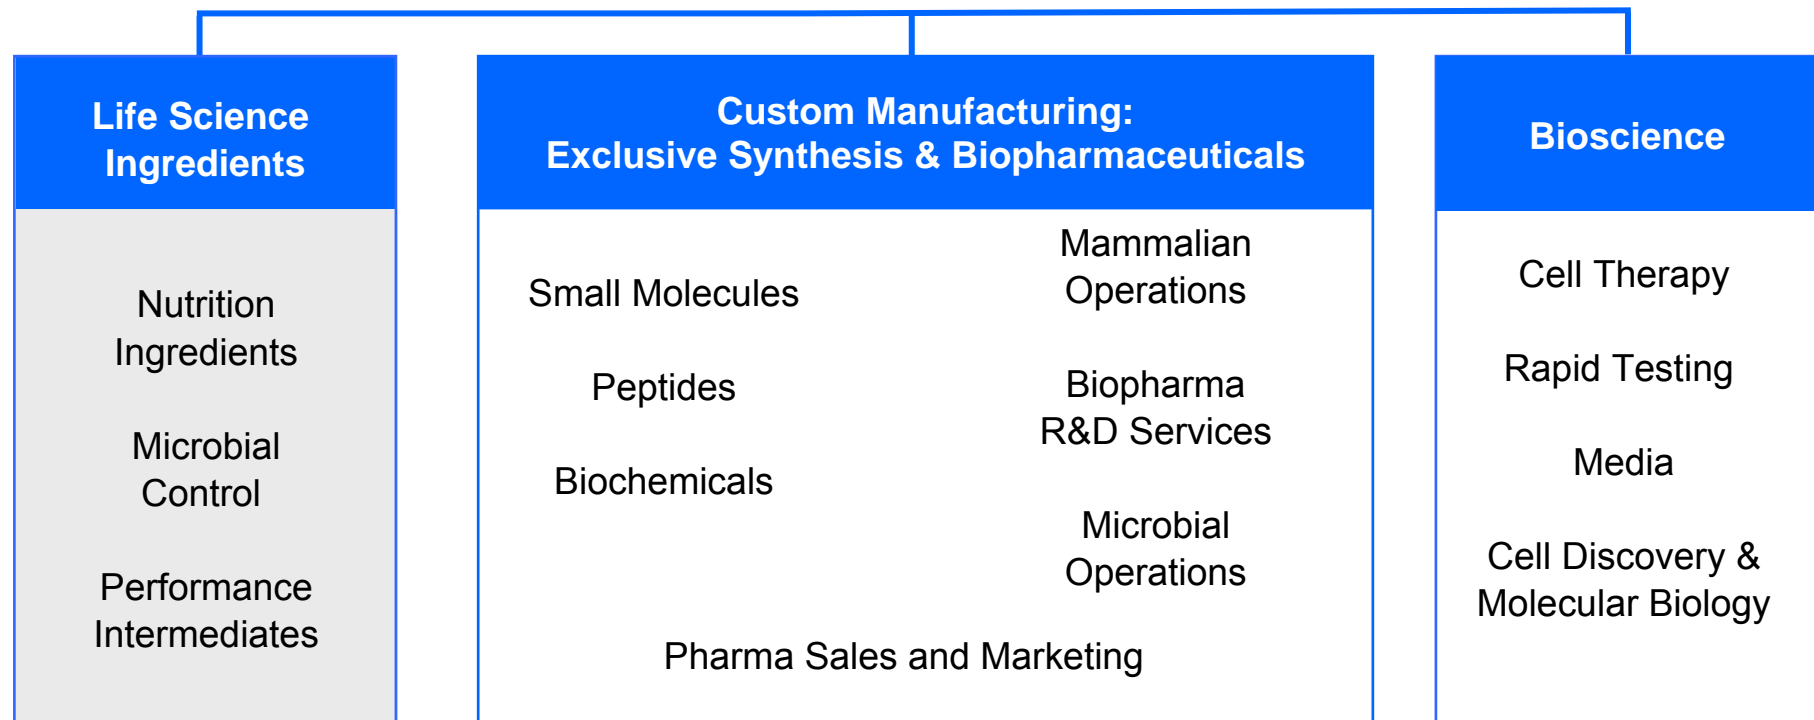 Life Science
Ingredients
Nutrition
Ingredients
Microbial
Control
Performance
Intermediates
Custom Manufacturing:
Exclusive Synthesis & Biopharmaceuticals
Small Molecules
Peptides
Biochemicals
Mammalian
Operations
Biopharma
R&D Services
Microbial
Operations
Pharma Sales and Marketing
Bioscience
Cell Therapy
Rapid Testing
Media
Cell Discovery &
Molecular Biology